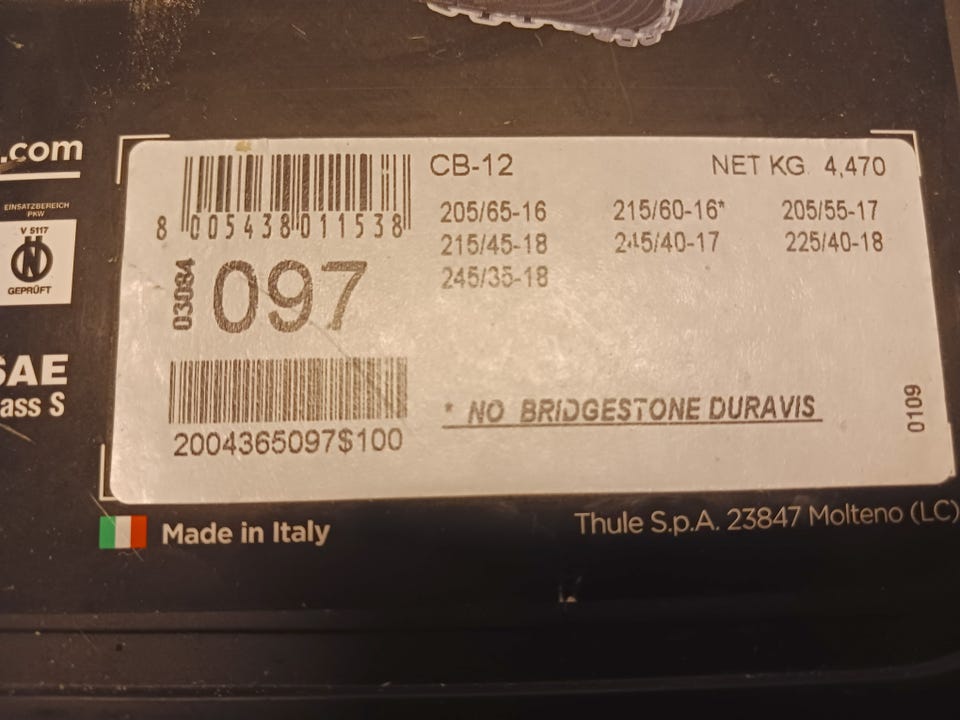 .com
EINSATZBEREICH
PKW
V 5117
GEPRÜFT
SAE
ass S
8 005438 011538
03084
097
2004365097$100
CB-12
NET KG. 4,470
205/65-16 215/60-16* 205/55-17
215/45-18 245/40-17 225/40-18
245/35-18
* NO BRIDGESTONE DURAVIS
0109
Made in Italy
Thule S.p.A. 23847 Molteno (LC)